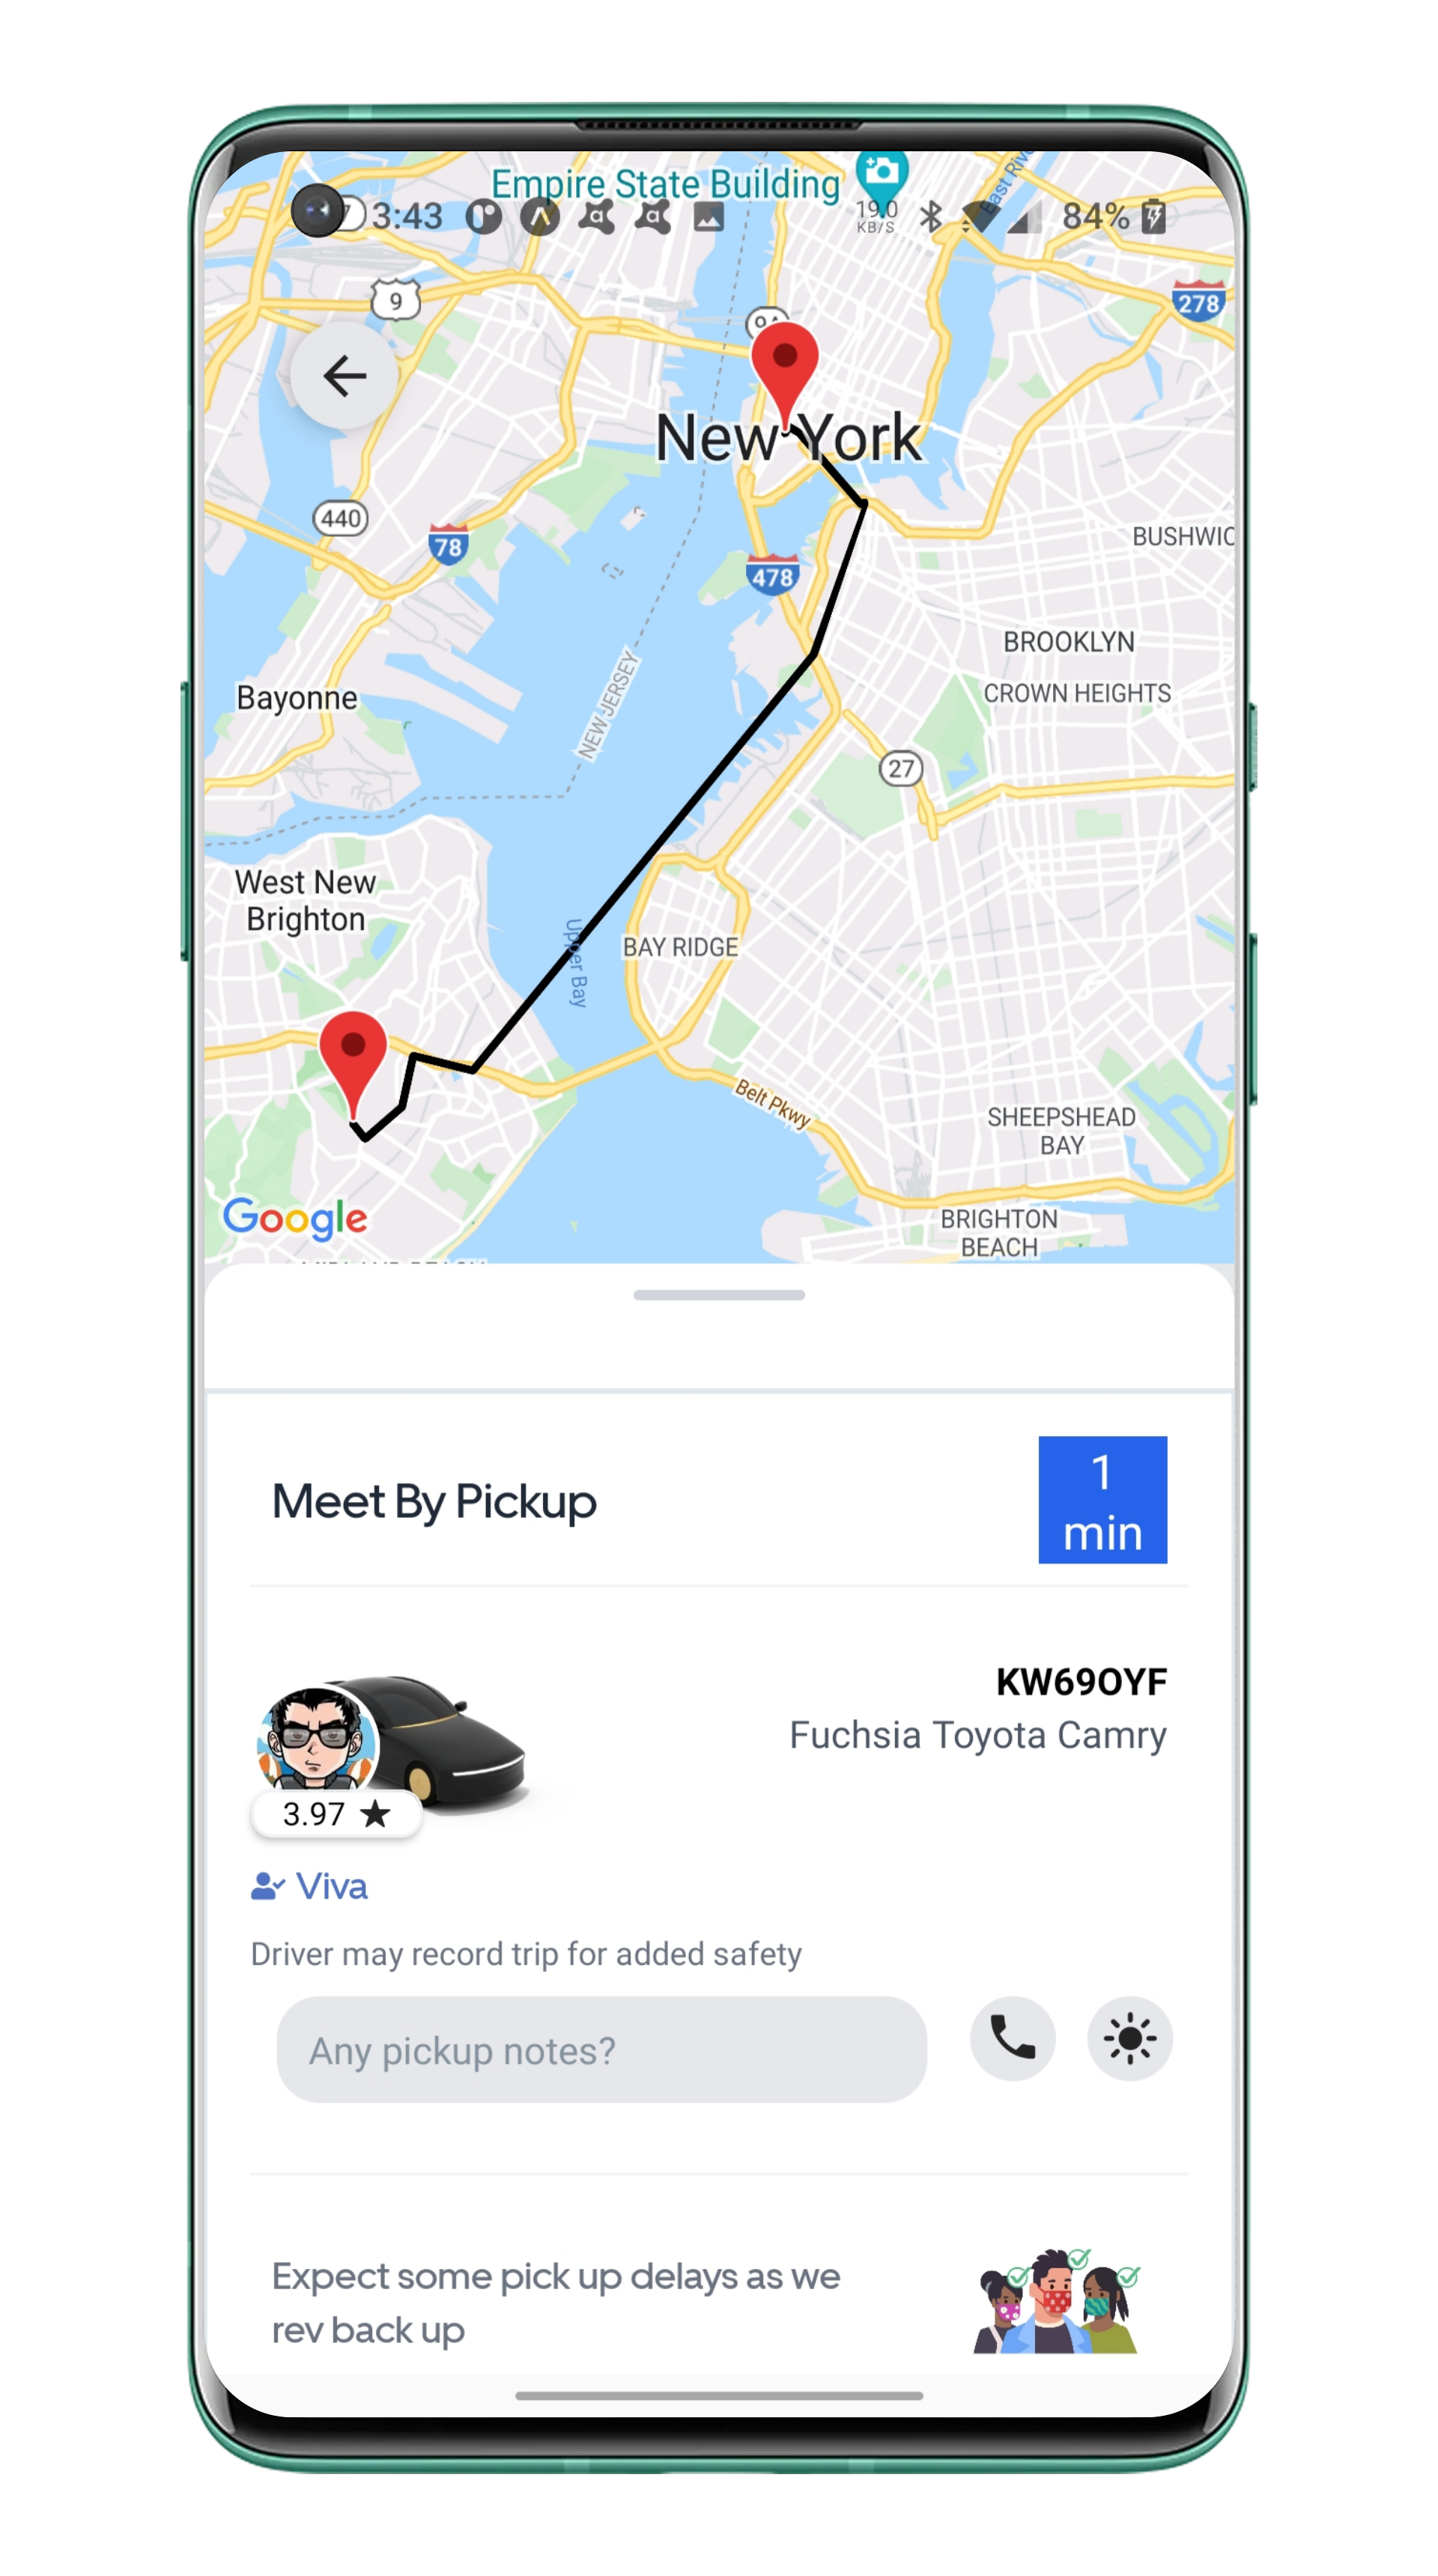 Empire State Building
East Rive
3:43
19.0
KB/S
84%
9
278
New York
440
78
478
BUSHWIC
BROOKLYN
CROWN HEIGHTS
Bayonne
NEW JERSEY
27
West New
Brighton
Upper Bay
BAY RIDGE
Belt Pkwy
SHEEPSHEAD
BAY
Google
BRIGHTON
BEACH
Meet By Pickup
1
min
KW69OYF
Fuchsia Toyota Camry
3.97 ★
Viva
Driver may record trip for added safety
Any pickup notes?
Expect some pick up delays as we
rev back up